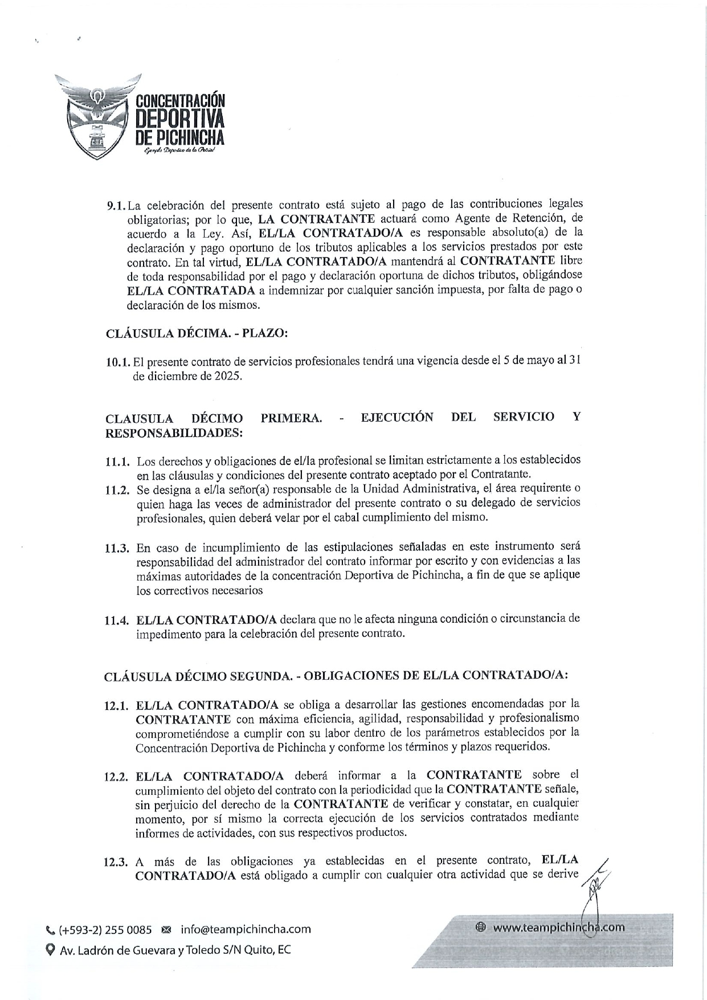 CONCENTRACIÓN
DEPORTIVA
DE PICHINCHA
Ejemplo Deportivo de la Patria!
CDP
9.1. La celebración del presente contrato está sujeto al pago de las contribuciones legales
obligatorias; por lo que, LA CONTRATANTE actuará como Agente de Retención, de
acuerdo a la Ley. Así, EL/LA CONTRATADO/A es responsable absoluto(a) de la
declaración y pago oportuno de los tributos aplicables a los servicios prestados por este
contrato. En tal virtud, EL/LA CONTRATADO/A mantendrá al CONTRATANTE libre
de toda responsabilidad por el pago y declaración oportuna de dichos tributos, obligándose
EL/LA CONTRATADA a indemnizar por cualquier sanción impuesta, por falta de pago o
declaración de los mismos.
CLÁUSULA DÉCIMA. - PLAZO:
10.1. El presente contrato de servicios profesionales tendrá una vigencia desde el 5 de mayo al 31
de diciembre de 2025.
CLAUSULA DÉCIMO PRIMERA. - EJECUCIÓN DEL SERVICIO Y
RESPONSABILIDADES:
11.1. Los derechos y obligaciones de el/la profesional se limitan estrictamente a los establecidos
en las cláusulas y condiciones del presente contrato aceptado por el Contratante.
11.2. Se designa a el/la señor(a) responsable de la Unidad Administrativa, el área requirente o
quien haga las veces de administrador del presente contrato o su delegado de servicios
profesionales, quien deberá velar por el cabal cumplimiento del mismo.
11.3. En caso de incumplimiento de las estipulaciones señaladas en este instrumento será
responsabilidad del administrador del contrato informar por escrito y con evidencias a las
máximas autoridades de la concentración Deportiva de Pichincha, a fin de que se aplique
los correctivos necesarios
11.4. EL/LA CONTRATADO/A declara que no le afecta ninguna condición o circunstancia de
impedimento para la celebración del presente contrato.
CLÁUSULA DÉCIMO SEGUNDA. - OBLIGACIONES DE EL/LA CONTRATADO/A:
12.1. EL/LA CONTRATADO/A se obliga a desarrollar las gestiones encomendadas por la
CONTRATANTE con máxima eficiencia, agilidad, responsabilidad y profesionalismo
comprometiéndose a cumplir con su labor dentro de los parámetros establecidos por la
Concentración Deportiva de Pichincha y conforme los términos y plazos requeridos.
12.2. EL/LA CONTRATADO/A deberá informar a la CONTRATANTE sobre el
cumplimiento del objeto del contrato con la periodicidad que la CONTRATANTE señale,
sin perjuicio del derecho de la CONTRATANTE de verificar y constatar, en cualquier
momento, por sí mismo la correcta ejecución de los servicios contratados mediante
informes de actividades, con sus respectivos productos.
12.3. A más de las obligaciones ya establecidas en el presente contrato, EL/LA
CONTRATADO/A está obligado a cumplir con cualquier otra actividad que se derive
(+593-2) 255 0085 info@teampichincha.com
www.teampichincha.com
Av. Ladrón de Guevara y Toledo S/N Quito, EC